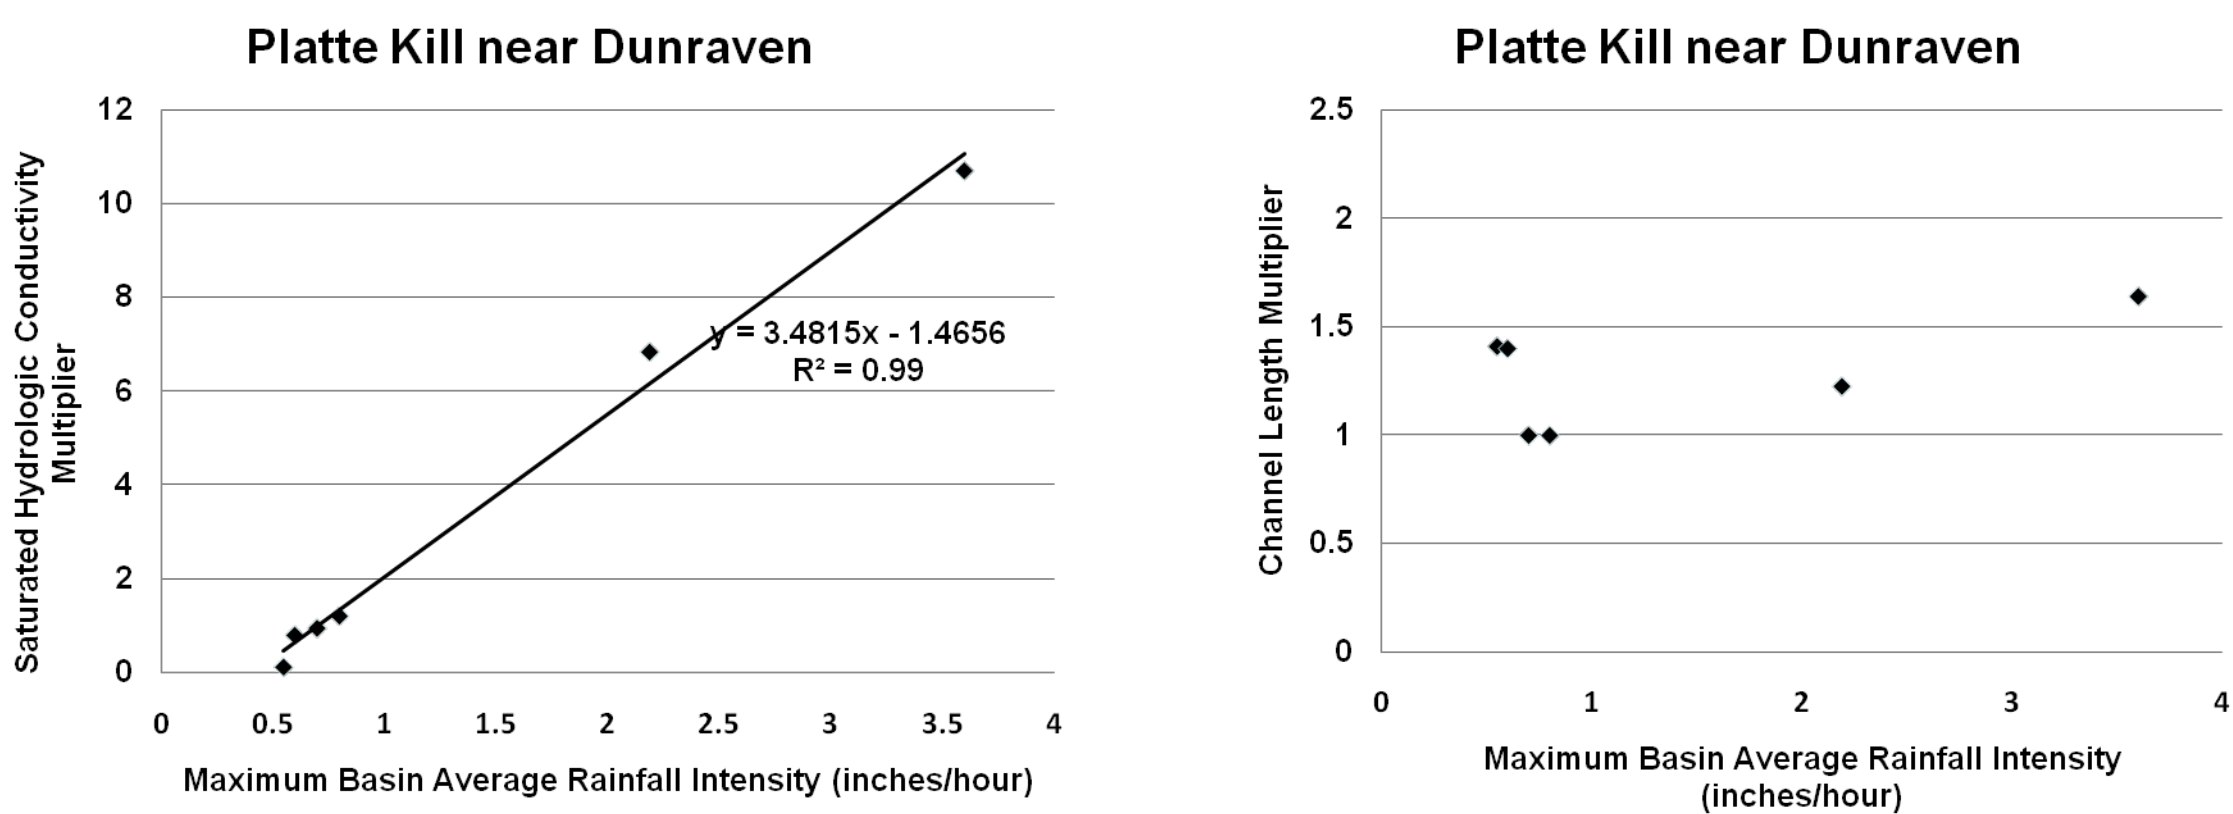 Platte Kill near Dunraven
12
10
8
6
4
2
0
Saturated Hydrologic Conductivity
Multiplier
y = 3.4815x - 1.4656
R² = 0.99
0 0.5 1 1.5 2 2.5 3 3.5 4
Maximum Basin Average Rainfall Intensity (inches/hour)
Platte Kill near Dunraven
2.5
2
1.5
1
0.5
0
Channel Length Multiplier
0 1 2 3 4
Maximum Basin Average Rainfall Intensity
(inches/hour)